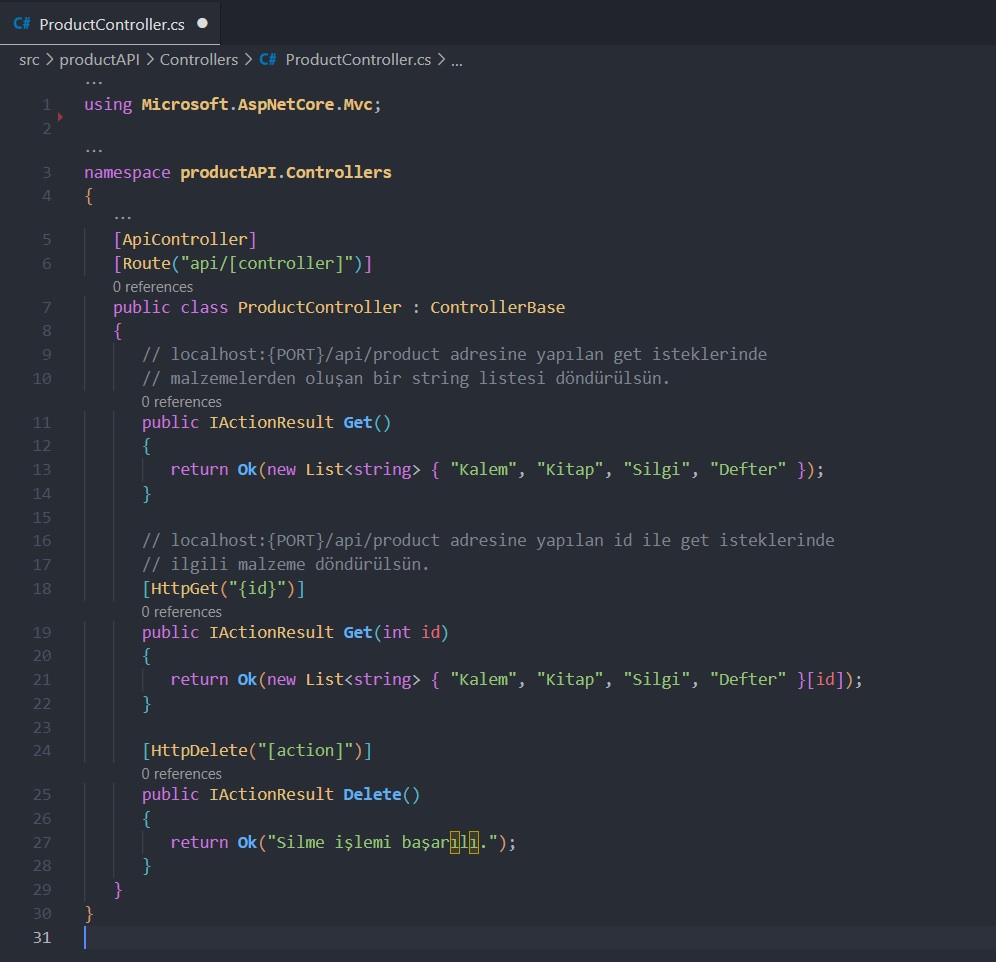 C# ProductController.cs ●
src > productAPI > Controllers > C# ProductController.cs > ...
...
1 using Microsoft.AspNetCore.Mvc;
2
...
3 namespace productAPI.Controllers
4 {
...
5 [ApiController]
6 [Route("api/[controller]")]
0 references
7 public class ProductController : ControllerBase
8 {
9 // localhost:{PORT}/api/product adresine yapılan get isteklerinde
10 // malzemelerden oluşan bir string listesi döndürülsün.
0 references
11 public IActionResult Get()
12 {
13 return Ok(new List<string> { "Kalem", "Kitap", "Silgi", "Defter" });
14 }
15
16 // localhost:{PORT}/api/product adresine yapılan id ile get isteklerinde
17 // ilgili malzeme döndürülsün.
18 [HttpGet("{id}")]
0 references
19 public IActionResult Get(int id)
20 {
21 return Ok(new List<string> { "Kalem", "Kitap", "Silgi", "Defter" }[id]);
22 }
23
24 [HttpDelete("[action]")]
0 references
25 public IActionResult Delete()
26 {
27 return Ok("Silme işlemi başarılı.");
28 }
29 }
30 }
31